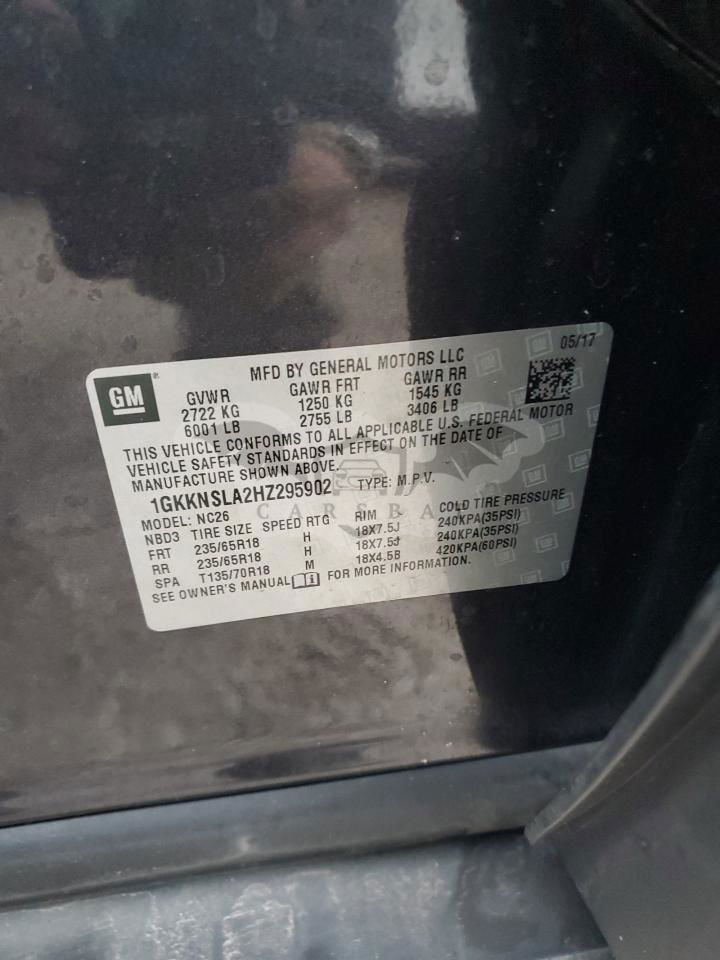 05/17
MFD BY GENERAL MOTORS LLC
GM
GVWR GAWR FRT GAWR RR
2722 KG 1250 KG 1545 KG
6001 LB 2755 LB 3406 LB
THIS VEHICLE CONFORMS TO ALL APPLICABLE U.S. FEDERAL MOTOR
VEHICLE SAFETY STANDARDS IN EFFECT ON THE DATE OF
MANUFACTURE SHOWN ABOVE.
1GKKNSLA2HZ295902 TYPE: M.P.V.
CARSBA
MODEL: NC26
NBD3 TIRE SIZE SPEED RTG RIM COLD TIRE PRESSURE
FRT 235/65R18 H 18X7.5J 240KPA(35PSI)
RR 235/65R18 H 18X7.5J 240KPA(35PSI)
SPA T135/70R18 M 18X4.5B 420KPA(60PSI)
SEE OWNER'S MANUAL FOR MORE INFORMATION.